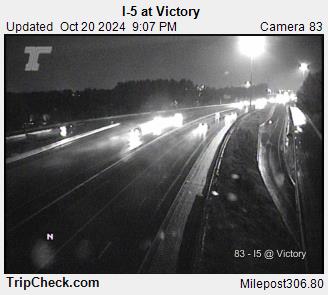 I-5 at Victory
Updated Oct 20 2024 9:07 PM Camera 83
T
N
83 - I5 @ Victory
TripCheck.com Milepost306.80